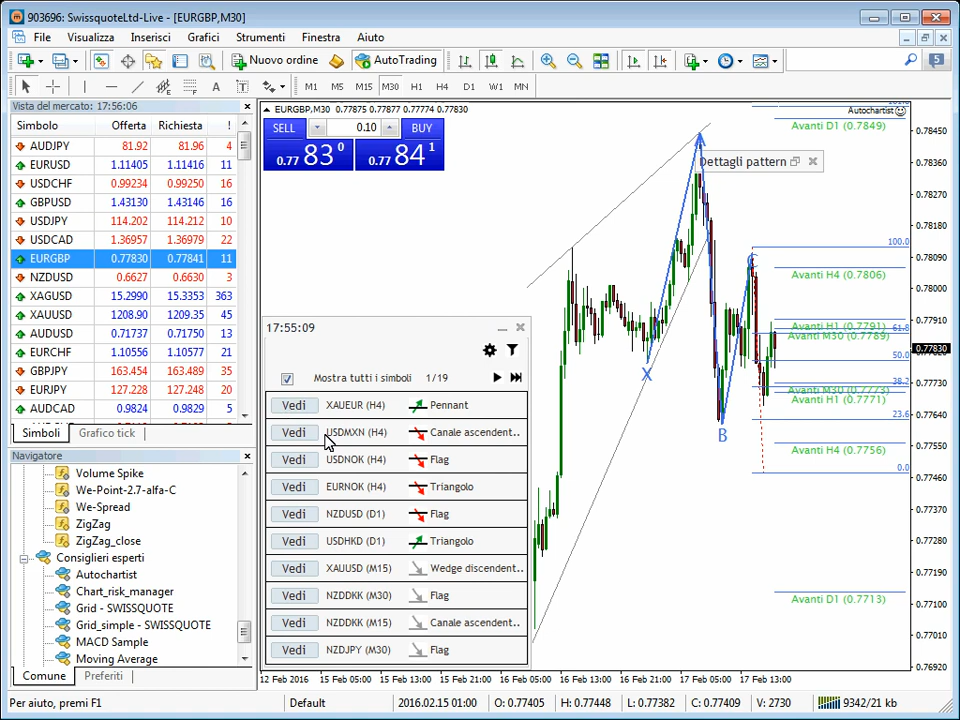 903696: SwissquoteLtd-Live - [EURGBP,M30]
File Visualizza Inserisci Grafici Strumenti Finestra Aiuto
Nuovo ordine AutoTrading 5
A T M1 M5 M15 M30 H1 H4 D1 W1 MN
Vista del mercato: 17:55:06
Simbolo Offerta Richiesta !
AUDJPY 81.92 81.96 4
EURUSD 1.11405 1.11416 11
USDCHF 0.99234 0.99250 16
GBPUSD 1.43130 1.43146 16
USDJPY 114.202 114.212 10
USDCAD 1.36957 1.36979 22
EURGBP 0.77830 0.77841 11
NZDUSD 0.6627 0.6630 3
XAGUSD 15.2990 15.3353 363
XAUUSD 1208.90 1209.35 45
AUDUSD 0.71737 0.71750 13
EURCHF 1.10556 1.10577 21
GBPJPY 163.454 163.489 35
EURJPY 127.228 127.248 20
AUDCAD 0.9824 0.9829 5
Simboli Grafico tick
Navigatore
Volume Spike
We-Point-2.7-alfa-C
We-Spread
ZigZag
ZigZag_close
Consiglieri esperti
Autochartist
Chart_risk_manager
Grid - SWISSQUOTE
Grid_simple - SWISSQUOTE
MACD Sample
Moving Average
Comune Preferiti
EURGBP,M30 0.77875 0.77877 0.77774 0.77830
SELL 0.10 BUY
0.77 83 0 0.77 84 1
Autochartist
Dettagli pattern
Avanti D1 (0.7849)
100.0
Avanti H4 (0.7806)
Avanti H1 (0.7791)
61.8
Avanti M30 (0.7789)
50.0
38.2
Avanti M30 (0.7773)
Avanti H1 (0.7771)
23.6
Avanti H4 (0.7756)
0.0
Avanti D1 (0.7713)
X
B
C
0.78450
0.78360
0.78270
0.78180
0.78090
0.78000
0.77910
0.77830
0.77730
0.77640
0.77550
0.77460
0.77370
0.77280
0.77190
0.77100
0.77010
0.76920
17:55:09
Mostra tutti i simboli 1/19
Vedi XAUEUR (H4) Pennant
Vedi USDMXN (H4) Canale ascendent..
Vedi USDNOK (H4) Flag
Vedi EURNOK (H4) Triangolo
Vedi NZDUSD (D1) Flag
Vedi USDHKD (D1) Triangolo
Vedi XAUUSD (M15) Wedge discendent..
Vedi NZDDKK (M30) Flag
Vedi NZDDKK (M15) Canale ascendent..
Vedi NZDJPY (M30) Flag
12 Feb 2016 15 Feb 05:00 15 Feb 13:00 15 Feb 21:00 16 Feb 05:00 16 Feb 13:00 16 Feb 21:00 17 Feb 05:00 17 Feb 13:00
Per aiuto, premi F1 Default 2016.02.15 01:00 O: 0.77405 H: 0.77448 L: 0.77382 C: 0.77409 V: 2730 9342/21 kb